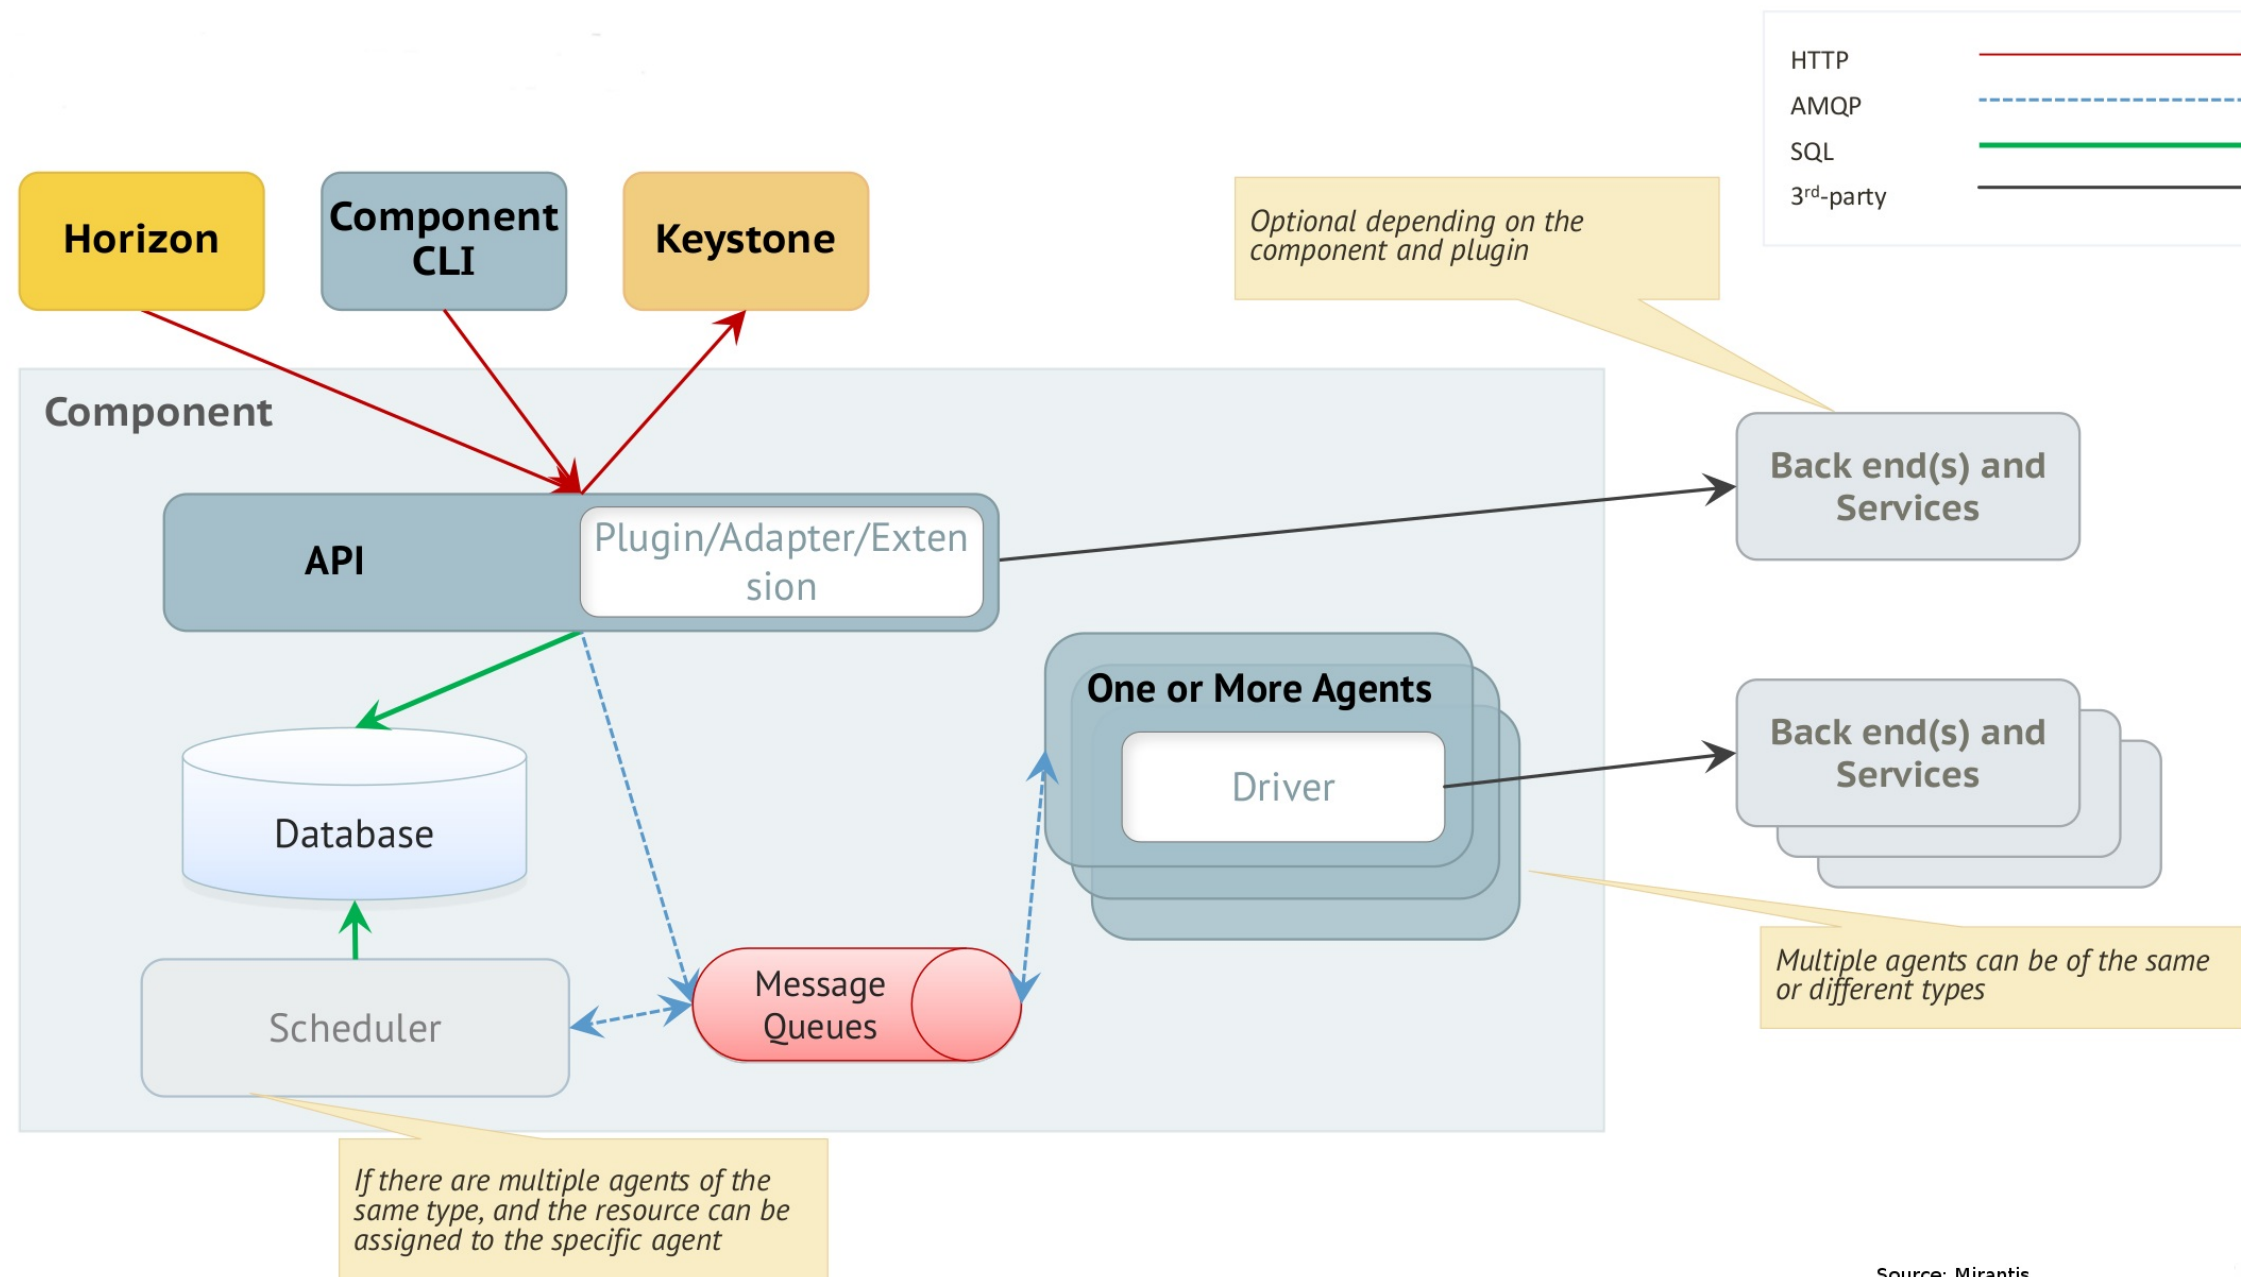 HTTP
AMQP
SQL
3rd-party
Optional depending on the
component and plugin
Horizon
Component
CLI
Keystone
Component
API
Plugin/Adapter/Exten
sion
Back end(s) and
Services
One or More Agents
Driver
Back end(s) and
Services
Database
Message
Queues
Scheduler
Multiple agents can be of the same
or different types
If there are multiple agents of the
same type, and the resource can be
assigned to the specific agent
Source: Mirantis